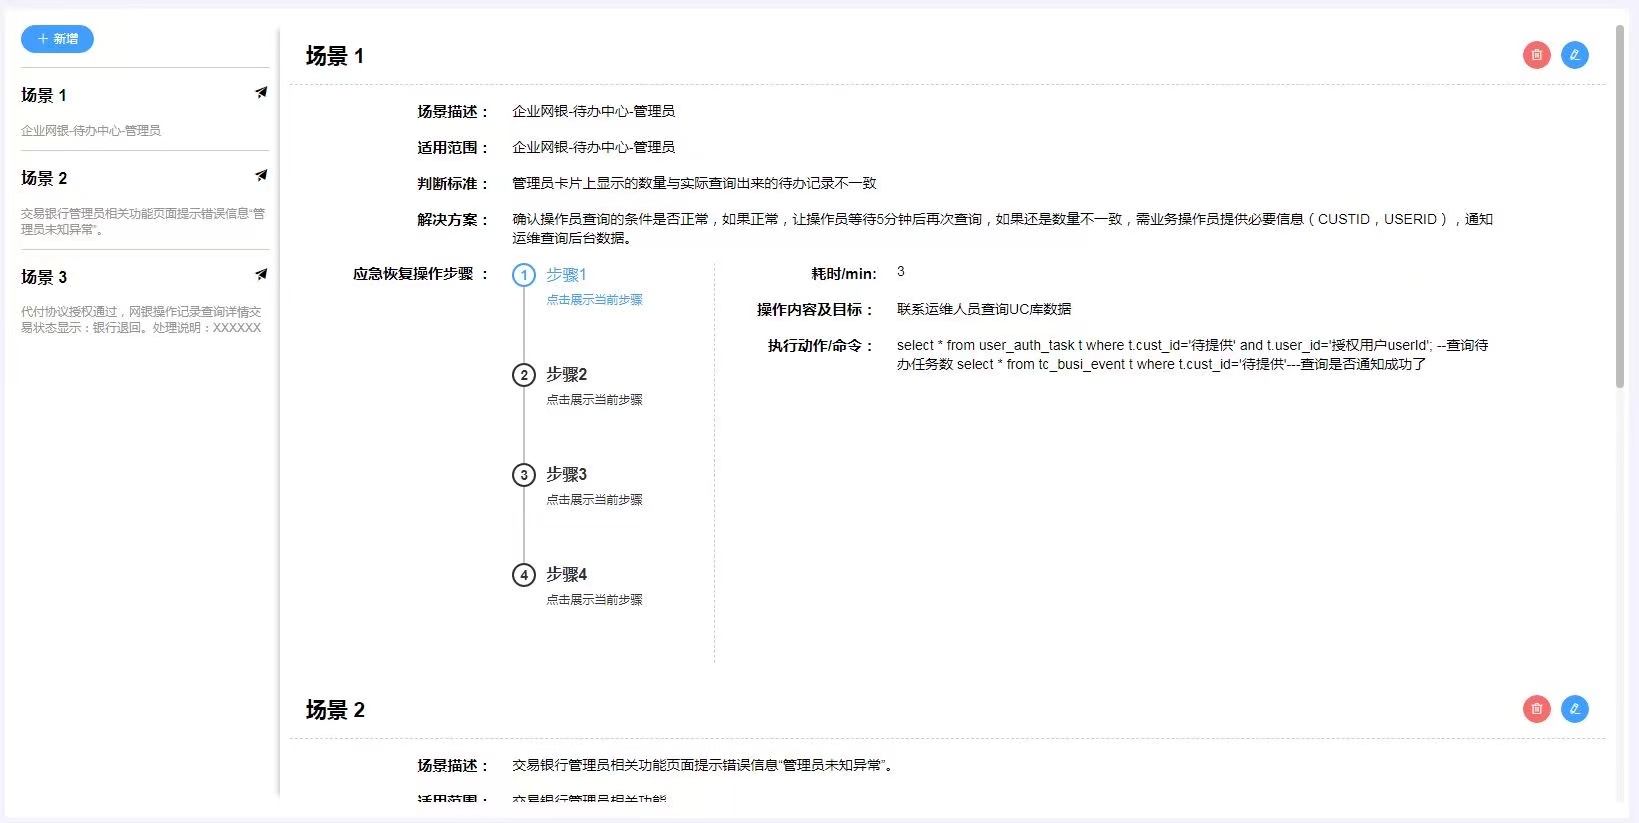 新增
场景 1
企业网银-待办中心-管理员
场景 2
交易银行管理员相关功能页面提示错误信息“管
理员未知异常”。
场景 3
代付协议授权通过，网银操作记录查询详情交
易状态显示：银行退回。处理说明：XXXXXX
场景 1
场景描述： 企业网银-待办中心-管理员
适用范围： 企业网银-待办中心-管理员
判断标准： 管理员卡片上显示的数量与实际查询出来的待办记录不一致
解决方案： 确认操作员查询的条件是否正常，如果正常，让操作员等待5分钟后再次查询，如果还是数量不一致，需业务操作员提供必要信息（CUSTID，USERID），通知
运维查询后台数据。
应急恢复操作步骤 ：
1 步骤1
点击展示当前步骤
2 步骤2
点击展示当前步骤
3 步骤3
点击展示当前步骤
4 步骤4
点击展示当前步骤
耗时/min: 3
操作内容及目标： 联系运维人员查询UC库数据
执行动作/命令： select * from user_auth_task t where t.cust_id='待提供' and t.user_id='授权用户userId'; --查询待
办任务数 select * from tc_busi_event t where t.cust_id='待提供'---查询是否通知成功了
场景 2
场景描述： 交易银行管理员相关功能页面提示错误信息“管理员未知异常”。
适用范围： 交易银行管理员相关功能